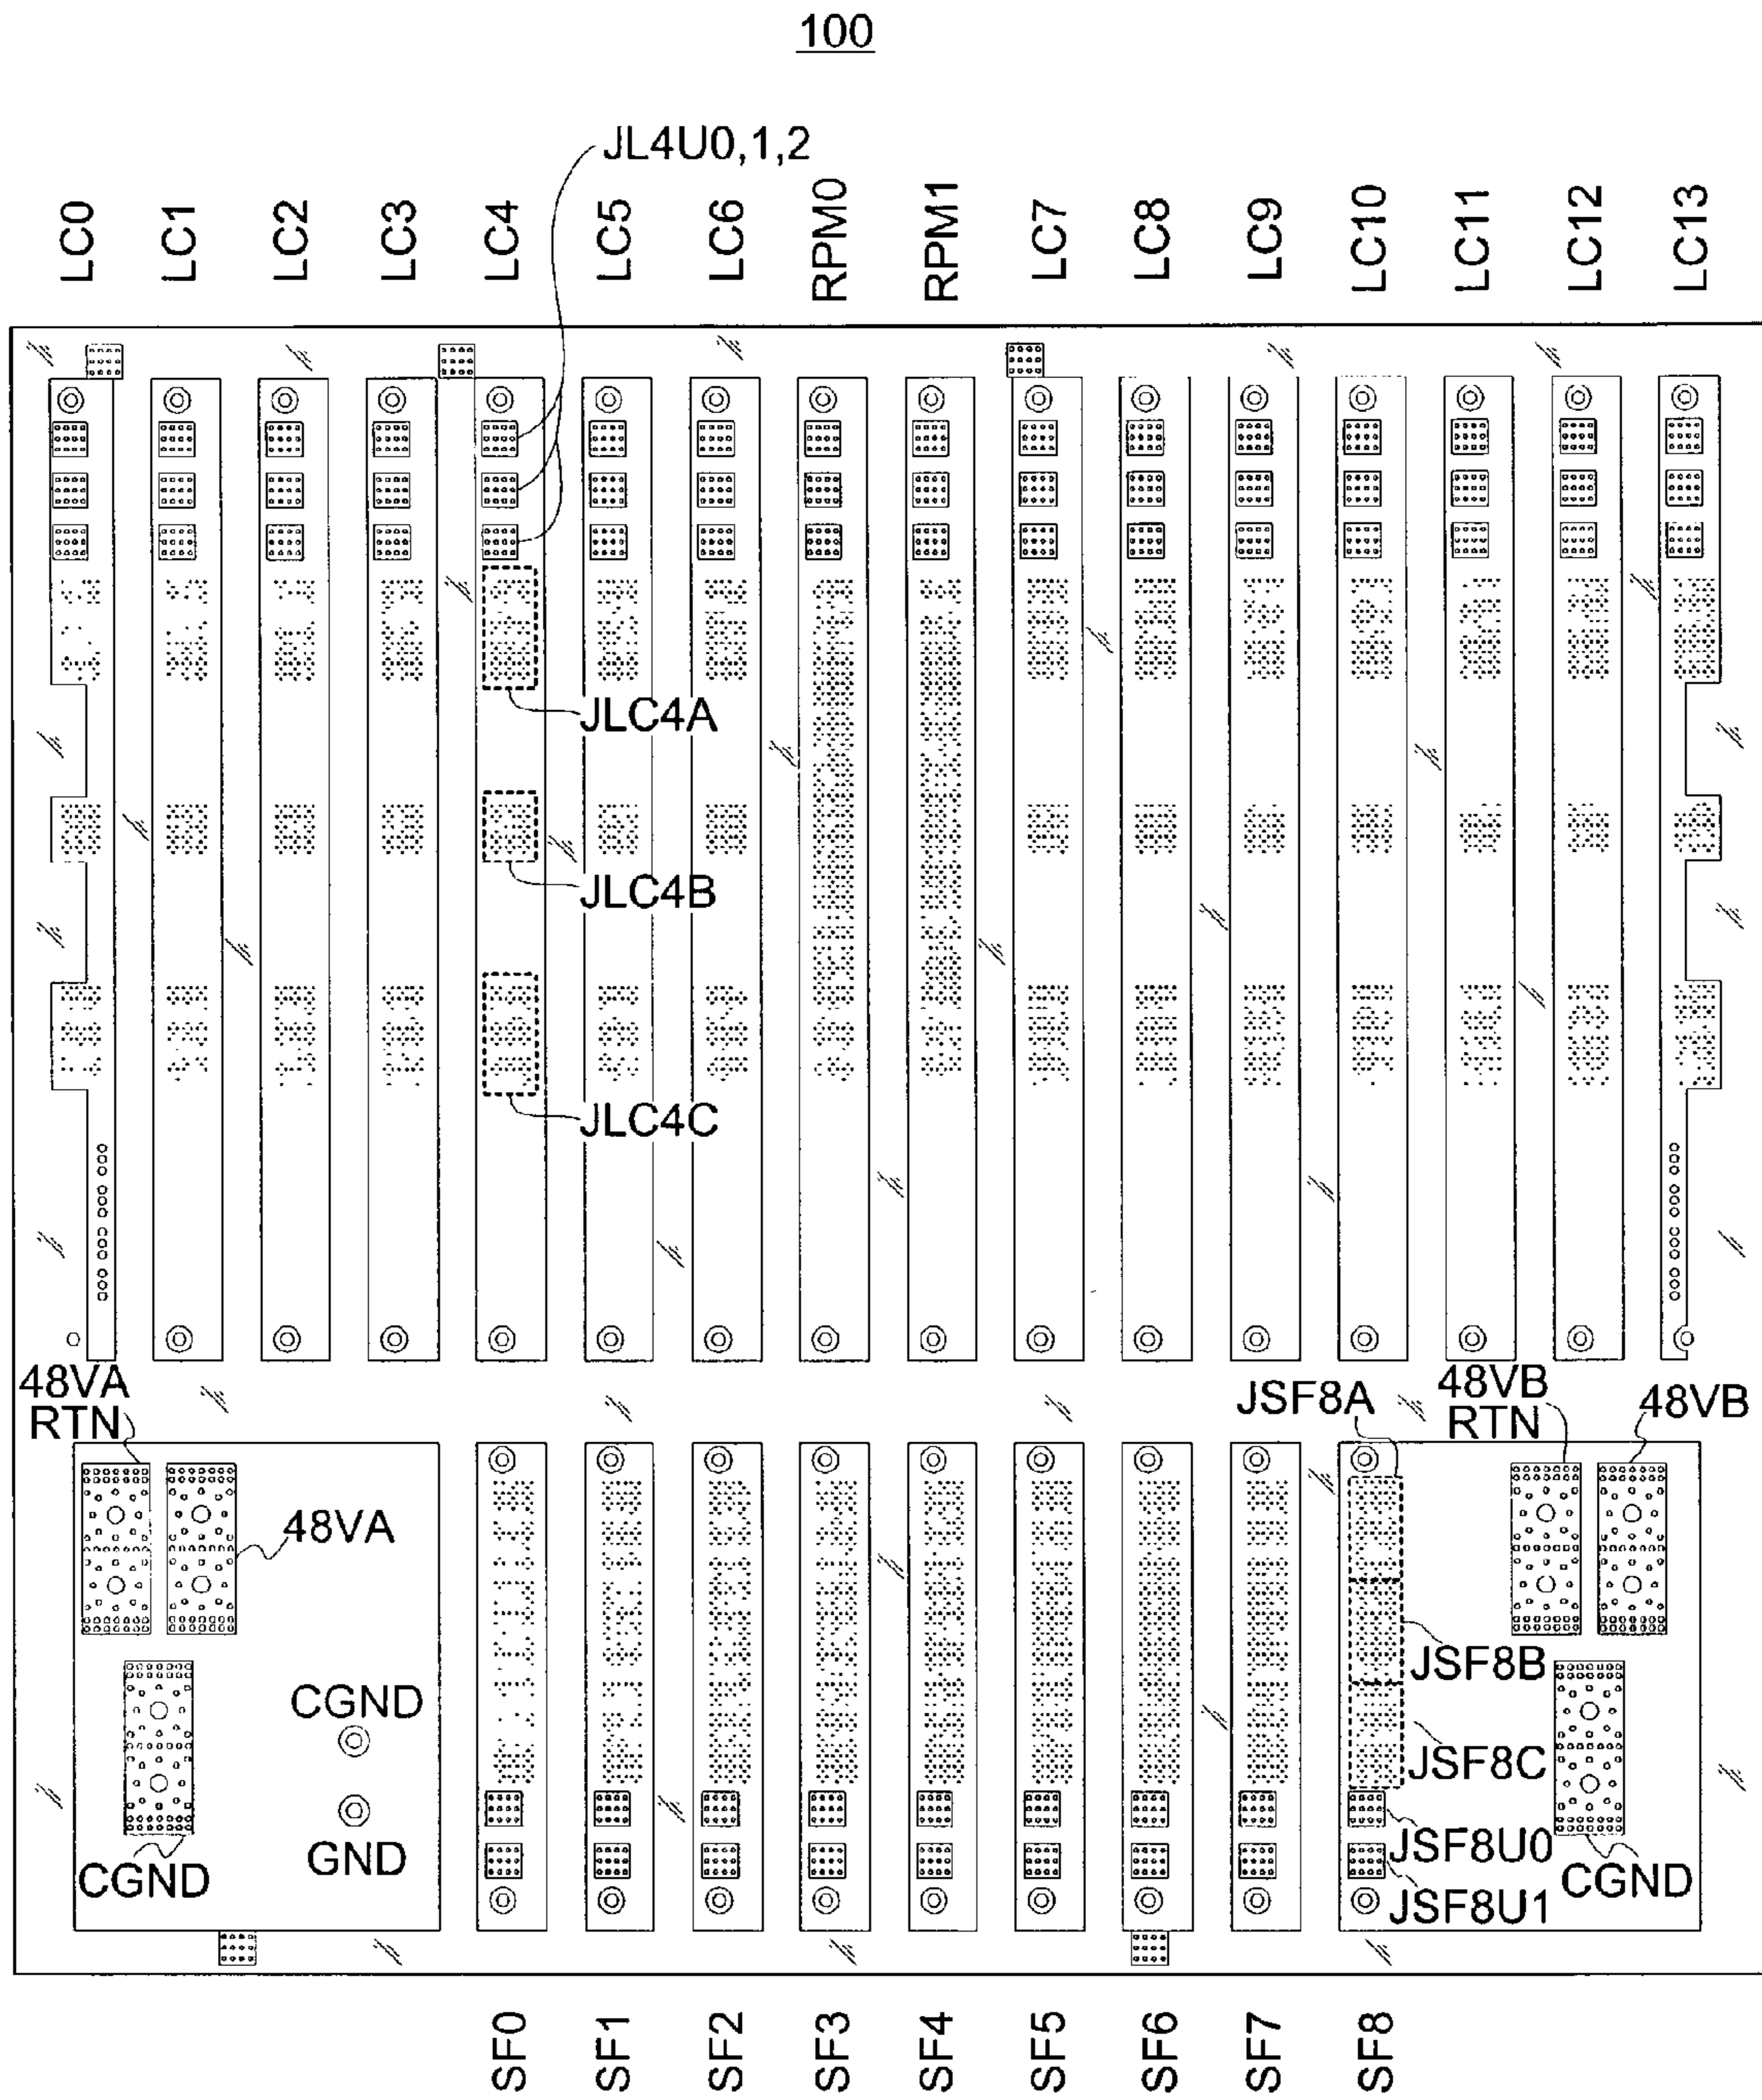 100
JL4U0,1,2
LC0
LC1
LC2
LC3
LC4
LC5
LC6
RPM0
RPM1
LC7
LC8
LC9
LC10
LC11
LC12
LC13
JLC4A
JLC4B
JLC4C
48VA
RTN
48VA
CGND
GND
CGND
JSF8A
48VB
RTN
48VB
JSF8B
JSF8C
JSF8U0
JSF8U1
CGND
SF0
SF1
SF2
SF3
SF4
SF5
SF6
SF7
SF8